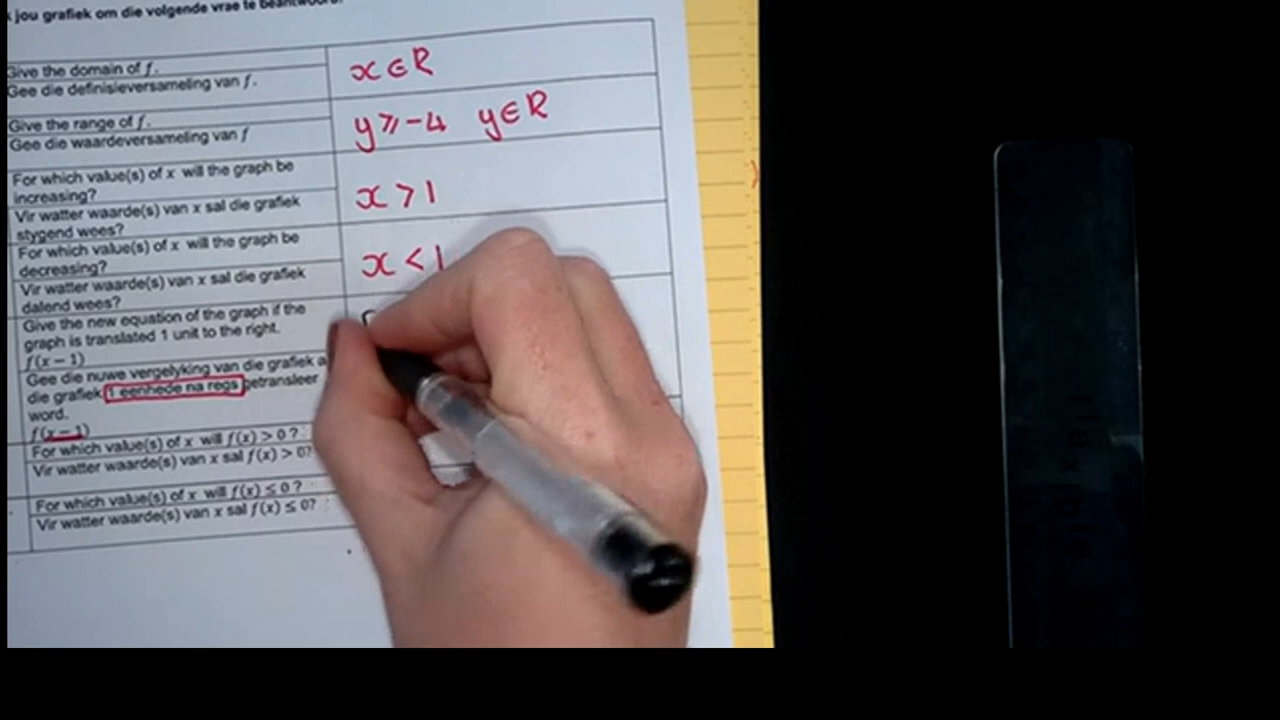 k jou grafiek om die volgende vrae te beantwoord.
Give the domain of f.
Gee die definisieversameling van f.
x ∈ R
Give the range of f.
Gee die waardeversameling van f
y ≥ -4 y ∈ R
For which value(s) of x will the graph be
increasing?
Vir watter waarde(s) van x sal die grafiek
stygend wees?
x > 1
For which value(s) of x will the graph be
decreasing?
Vir watter waarde(s) van x sal die grafiek
dalend wees?
x < 1
Give the new equation of the graph if the
graph is translated 1 unit to the right.
f(x − 1)
Gee die nuwe vergelyking van die grafiek a
die grafiek 1 eenhede na regs getransleer
word.
f(x − 1)
For which value(s) of x will f(x) > 0 ?
Vir watter waarde(s) van x sal f(x) > 0?
For which value(s) of x will f(x) ≤ 0 ?
Vir watter waarde(s) van x sal f(x) ≤ 0?